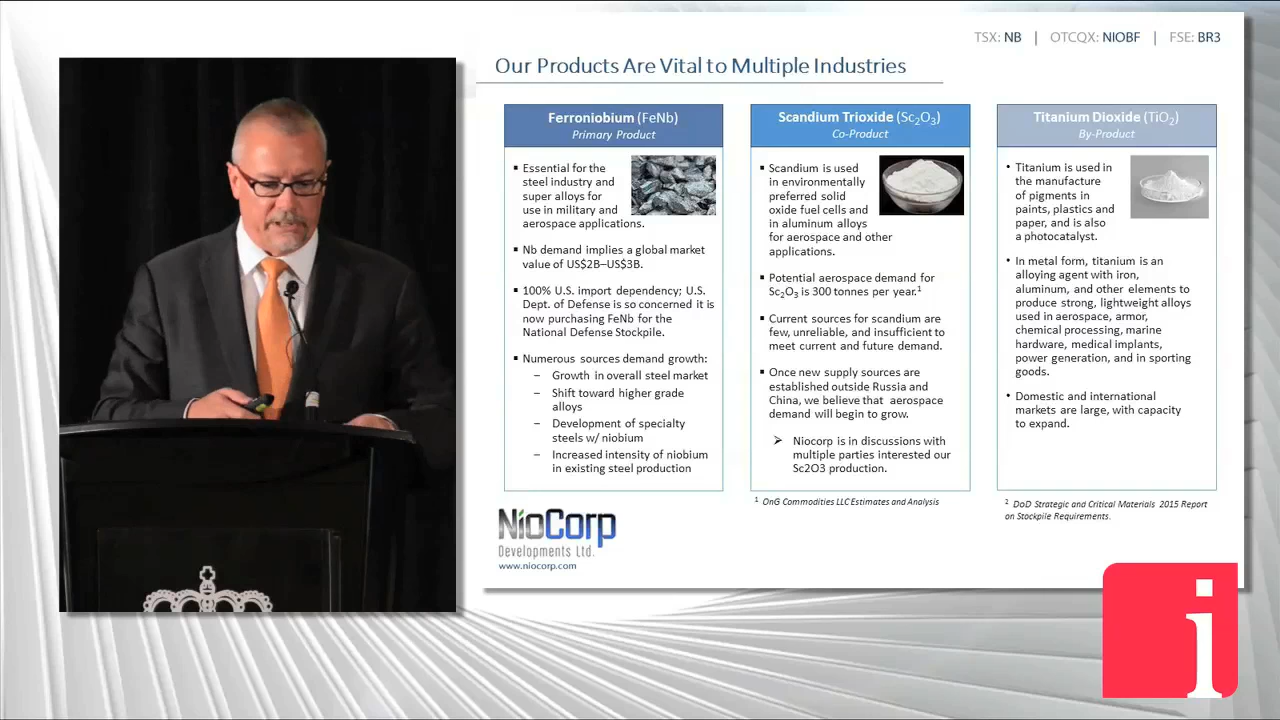 TSX: NB | OTCQX: NIOBF | FSE: BR3
Our Products Are Vital to Multiple Industries
Ferroniobium (FeNb)
Primary Product
▪ Essential for the
steel industry and
super alloys for
use in military and
aerospace applications.
▪ Nb demand implies a global market
value of US$2B–US$3B.
▪ 100% U.S. import dependency; U.S.
Dept. of Defense is so concerned it is
now purchasing FeNb for the
National Defense Stockpile.
▪ Numerous sources demand growth:
– Growth in overall steel market
– Shift toward higher grade
alloys
– Development of specialty
steels w/ niobium
– Increased intensity of niobium
in existing steel production
Scandium Trioxide (Sc₂O₃)
Co-Product
▪ Scandium is used
in environmentally
preferred solid
oxide fuel cells and
in aluminum alloys
for aerospace and other
applications.
▪ Potential aerospace demand for
Sc₂O₃ is 300 tonnes per year.¹
▪ Current sources for scandium are
few, unreliable, and insufficient to
meet current and future demand.
▪ Once new supply sources are
established outside Russia and
China, we believe that aerospace
demand will begin to grow.
➢ Niocorp is in discussions with
multiple parties interested our
Sc2O3 production.
¹ OnG Commodities LLC Estimates and Analysis
Titanium Dioxide (TiO₂)
By-Product
• Titanium is used in
the manufacture
of pigments in
paints, plastics and
paper, and is also
a photocatalyst.
• In metal form, titanium is an
alloying agent with iron,
aluminum, and other elements to
produce strong, lightweight alloys
used in aerospace, armor,
chemical processing, marine
hardware, medical implants,
power generation, and in sporting
goods.
• Domestic and international
markets are large, with capacity
to expand.
² DoD Strategic and Critical Materials 2015 Report
on Stockpile Requirements.
NioCorp
Developments Ltd.
www.niocorp.com
i